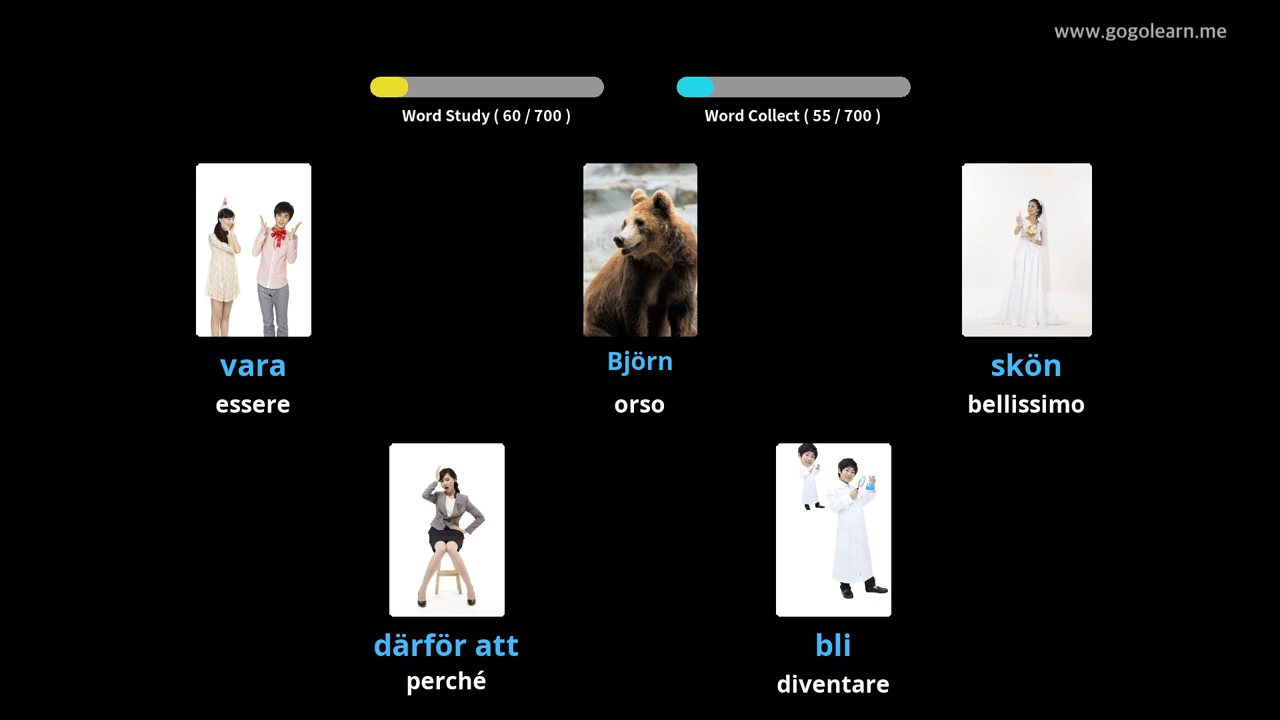 www.gogolearn.me
Word Study ( 60 / 700 )
Word Collect ( 55 / 700 )
vara
essere
Björn
orso
skön
bellissimo
därför att
perché
bli
diventare